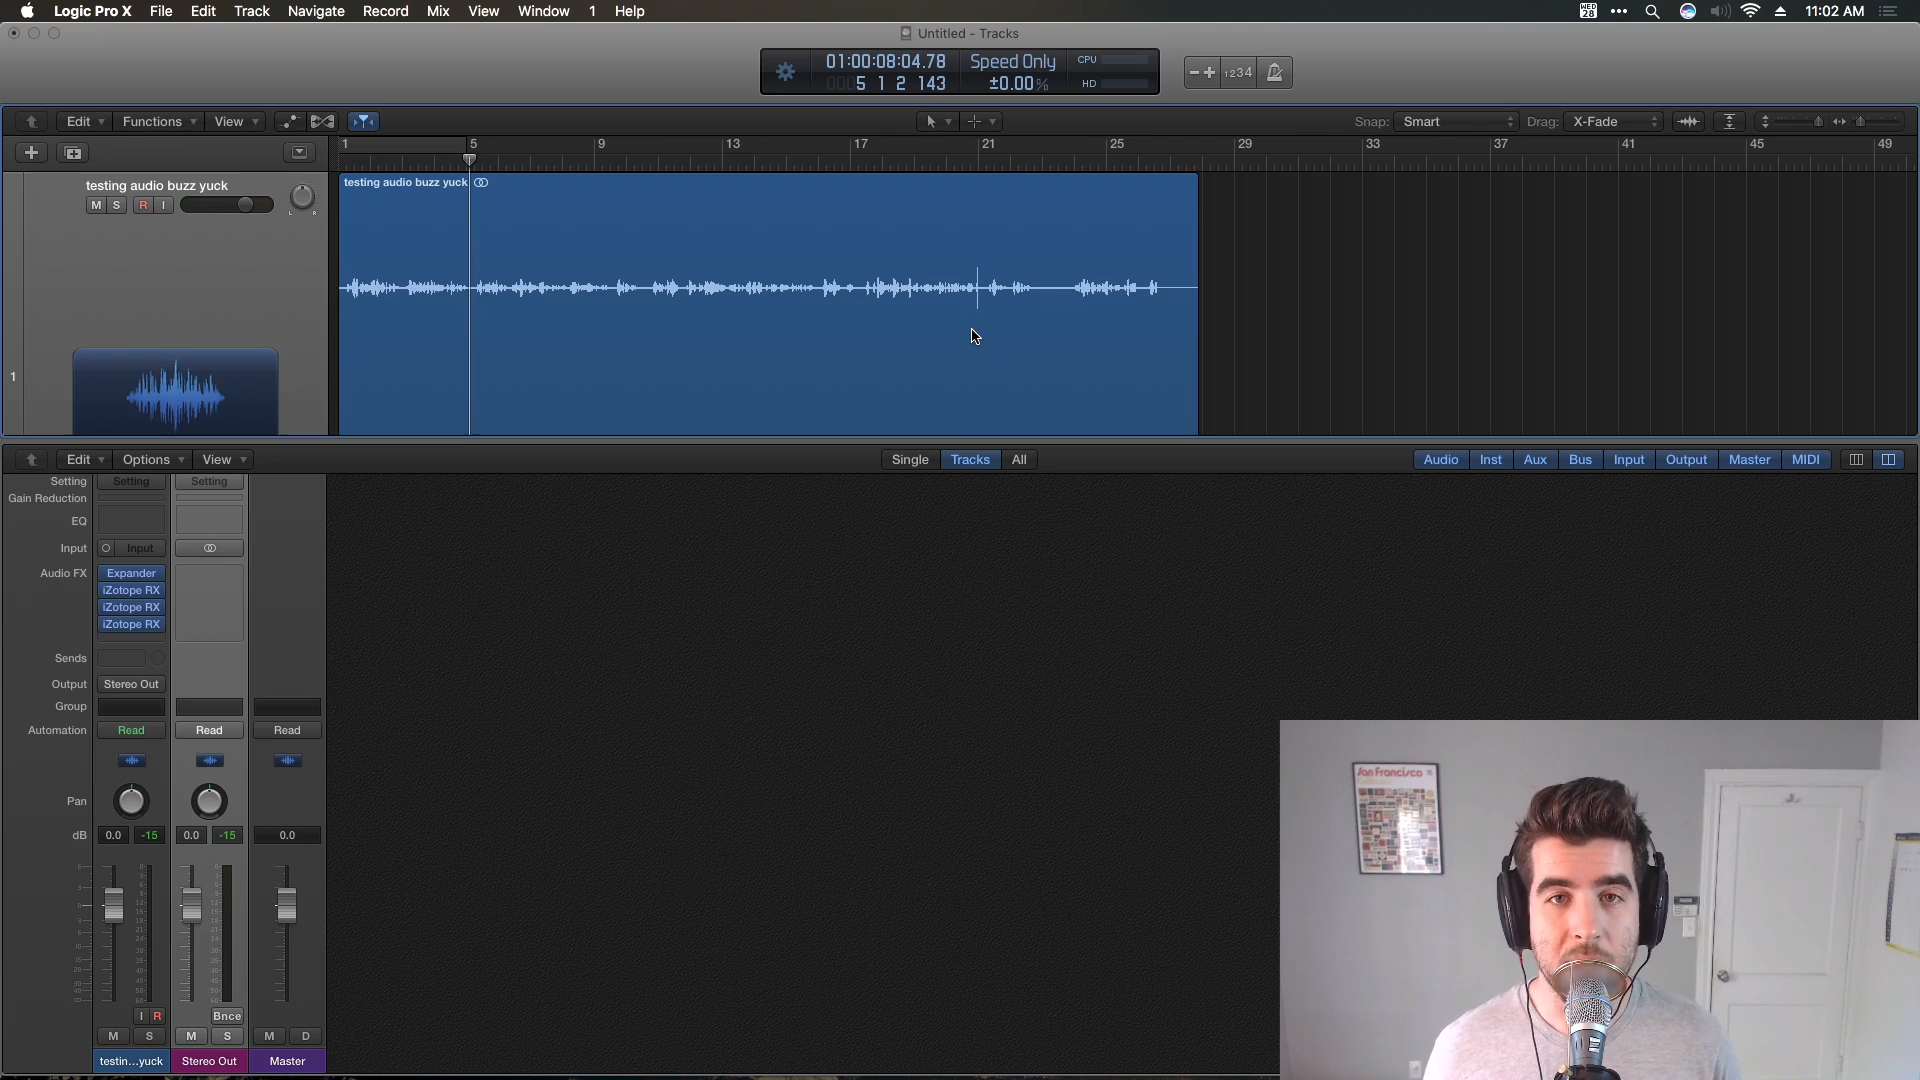 Logic Pro X File Edit Track Navigate Record Mix View Window 1 Help
WED 28 11:02 AM
Untitled - Tracks
01:00:08:04.78 Speed Only CPU
5 1 2 143 ±0.00% HD
1234
Edit Functions View Snap: Smart Drag: X-Fade
1 5 9 13 17 21 25 29 33 37 41 45 49
testing audio buzz yuck
M S R I
L R
testing audio buzz yuck
1
Edit Options View Single Tracks All Audio Inst Aux Bus Input Output Master MIDI
Setting Setting Setting
Gain Reduction
EQ
Input Input
Audio FX Expander
iZotope RX
iZotope RX
iZotope RX
Sends
Output Stereo Out
Group
Automation Read Read Read
Pan
dB 0.0 -15 0.0 -15 0.0
I R Bnce
M S M S M D
testin...yuck Stereo Out Master
San Francisco